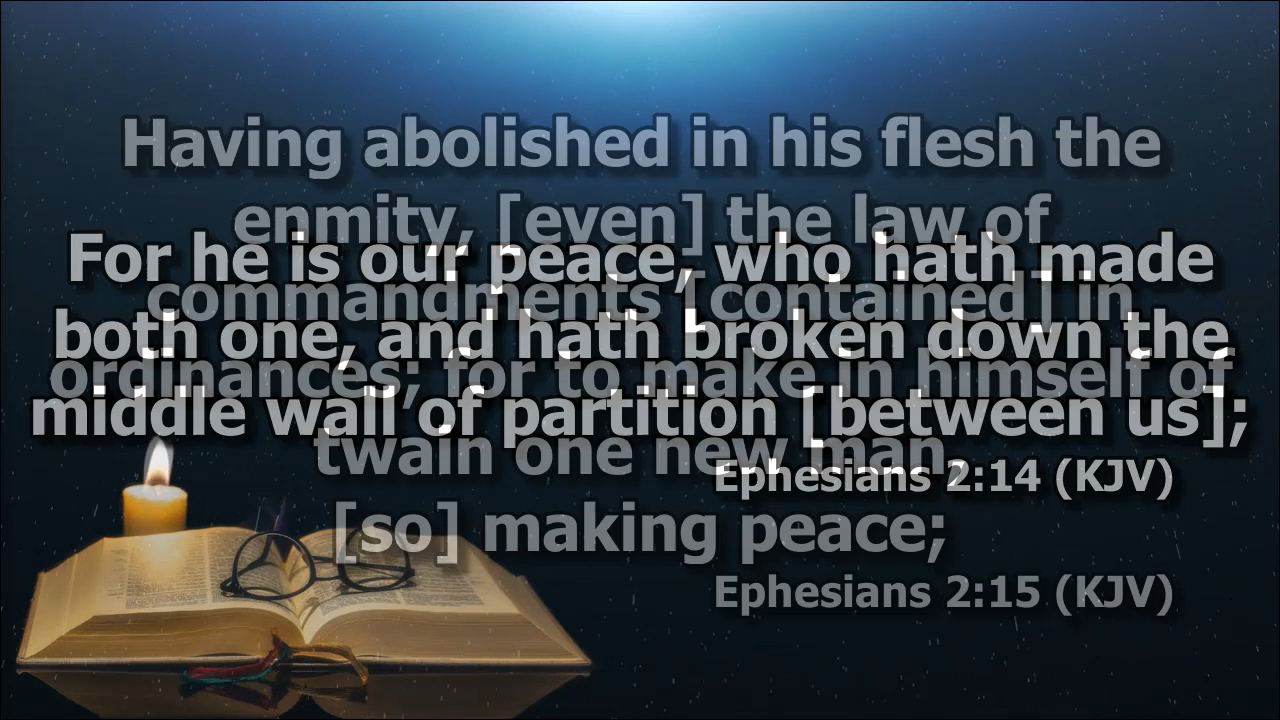 For he is our peace, who hath made
both one, and hath broken down the
middle wall of partition [between us];
Ephesians 2:14 (KJV)
Having abolished in his flesh the
enmity, [even] the law of
commandments [contained] in
ordinances; for to make in himself of
twain one new man,
[so] making peace;
Ephesians 2:15 (KJV)